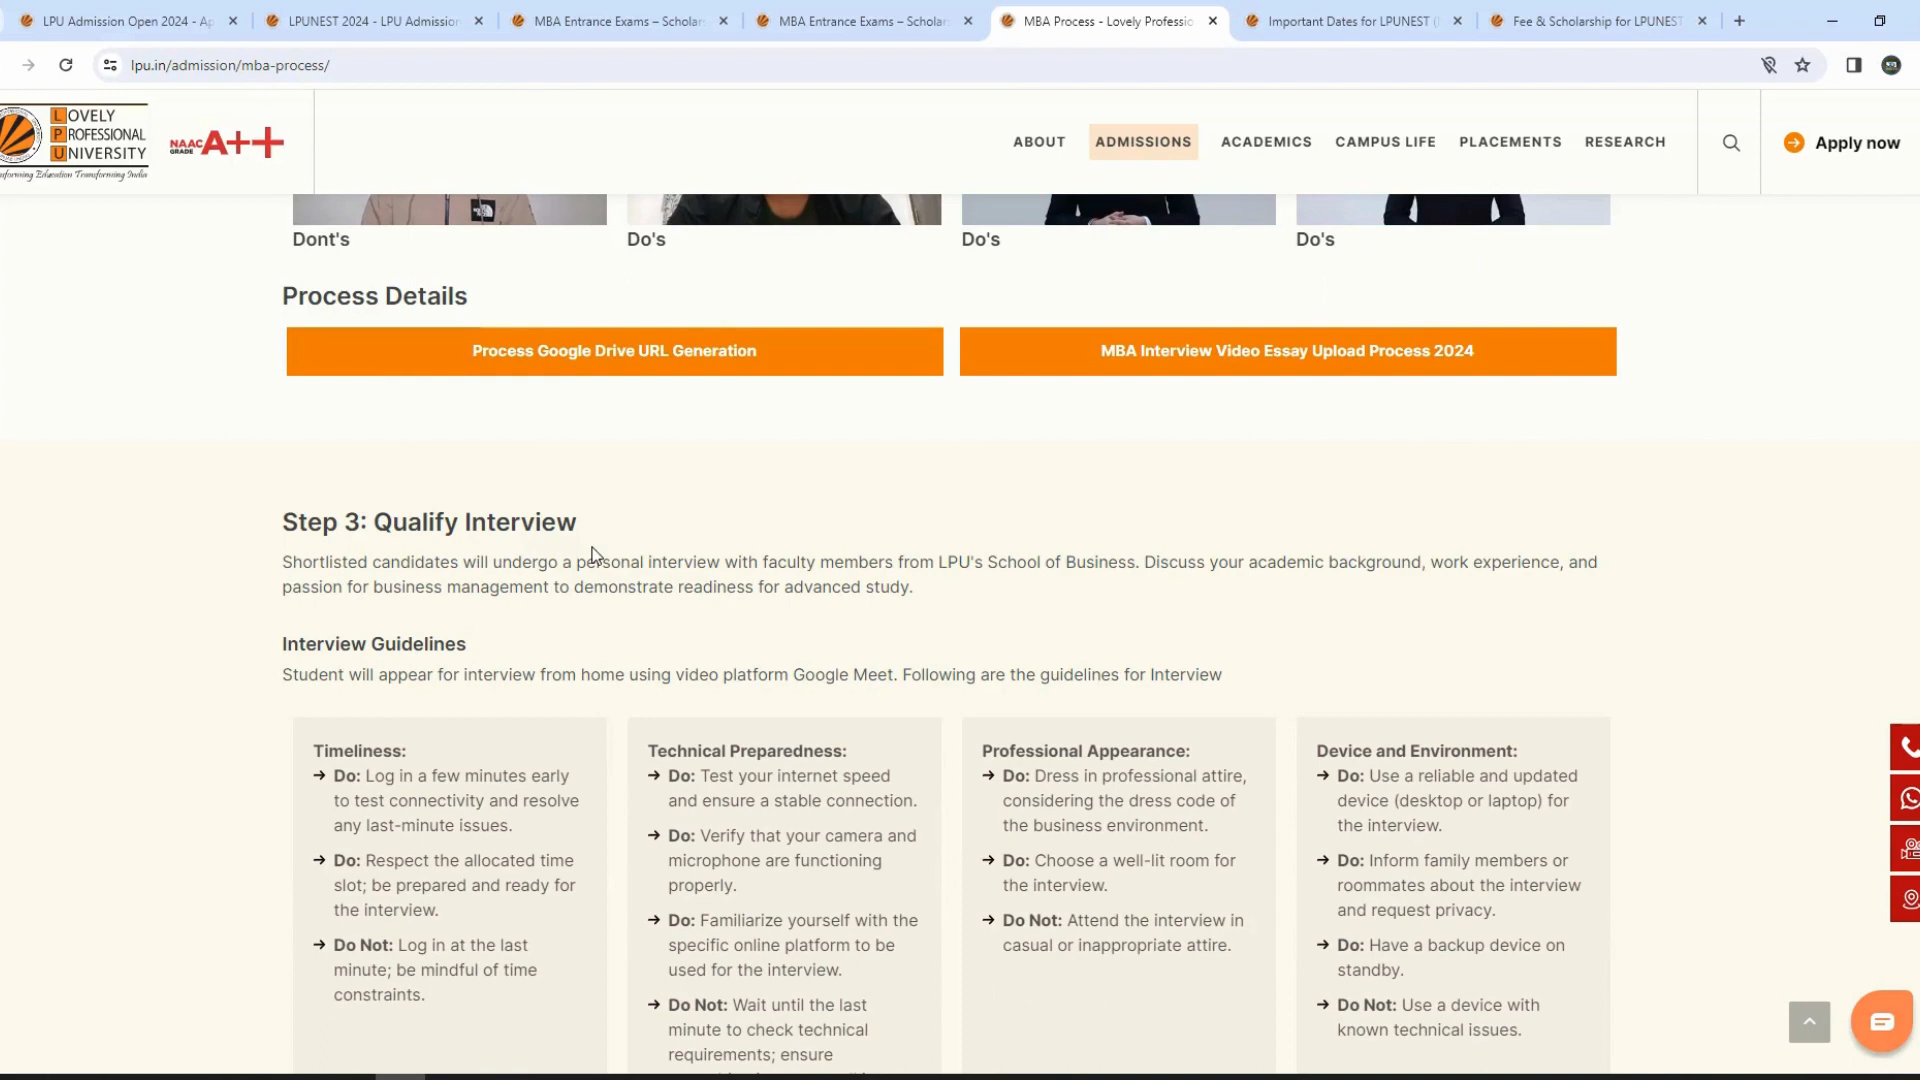 LPU Admission Open 2024 - Ap
LPUNEST 2024 - LPU Admission
MBA Entrance Exams – Scholar
MBA Entrance Exams – Scholar
MBA Process - Lovely Professio
Important Dates for LPUNEST (
Fee & Scholarship for LPUNEST
lpu.in/admission/mba-process/
LOVELY
PROFESSIONAL
UNIVERSITY
Transforming Education Transforming India
NAAC
GRADE
A++
ABOUT
ADMISSIONS
ACADEMICS
CAMPUS LIFE
PLACEMENTS
RESEARCH
Apply now
Dont's
Do's
Do's
Do's
Process Details
Process Google Drive URL Generation
MBA Interview Video Essay Upload Process 2024
Step 3: Qualify Interview
Shortlisted candidates will undergo a personal interview with faculty members from LPU's School of Business. Discuss your academic background, work experience, and
passion for business management to demonstrate readiness for advanced study.
Interview Guidelines
Student will appear for interview from home using video platform Google Meet. Following are the guidelines for Interview
Timeliness:
→ Do: Log in a few minutes early
to test connectivity and resolve
any last-minute issues.
→ Do: Respect the allocated time
slot; be prepared and ready for
the interview.
→ Do Not: Log in at the last
minute; be mindful of time
constraints.
Technical Preparedness:
→ Do: Test your internet speed
and ensure a stable connection.
→ Do: Verify that your camera and
microphone are functioning
properly.
→ Do: Familiarize yourself with the
specific online platform to be
used for the interview.
→ Do Not: Wait until the last
minute to check technical
requirements; ensure
Professional Appearance:
→ Do: Dress in professional attire,
considering the dress code of
the business environment.
→ Do: Choose a well-lit room for
the interview.
→ Do Not: Attend the interview in
casual or inappropriate attire.
Device and Environment:
→ Do: Use a reliable and updated
device (desktop or laptop) for
the interview.
→ Do: Inform family members or
roommates about the interview
and request privacy.
→ Do: Have a backup device on
standby.
→ Do Not: Use a device with
known technical issues.